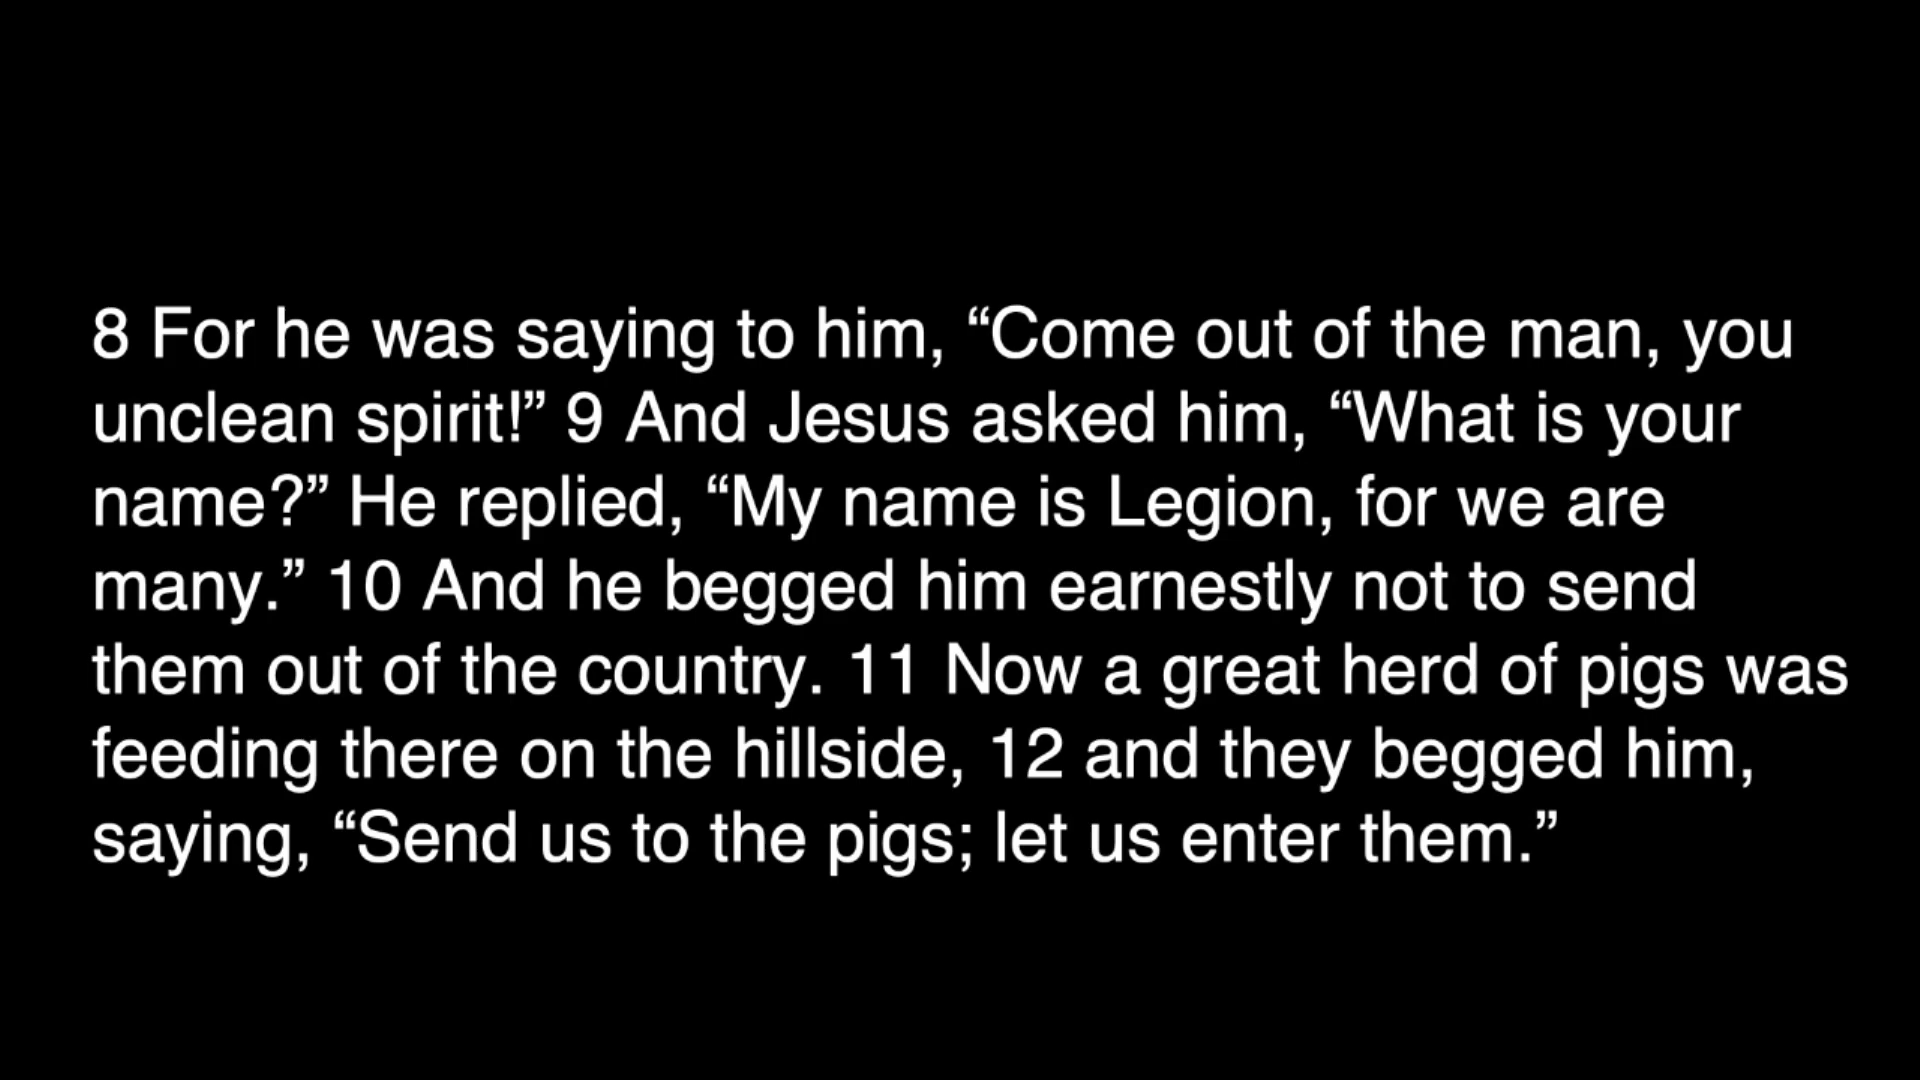 8 For he was saying to him, “Come out of the man, you
unclean spirit!” 9 And Jesus asked him, “What is your
name?” He replied, “My name is Legion, for we are
many.” 10 And he begged him earnestly not to send
them out of the country. 11 Now a great herd of pigs was
feeding there on the hillside, 12 and they begged him,
saying, “Send us to the pigs; let us enter them.”